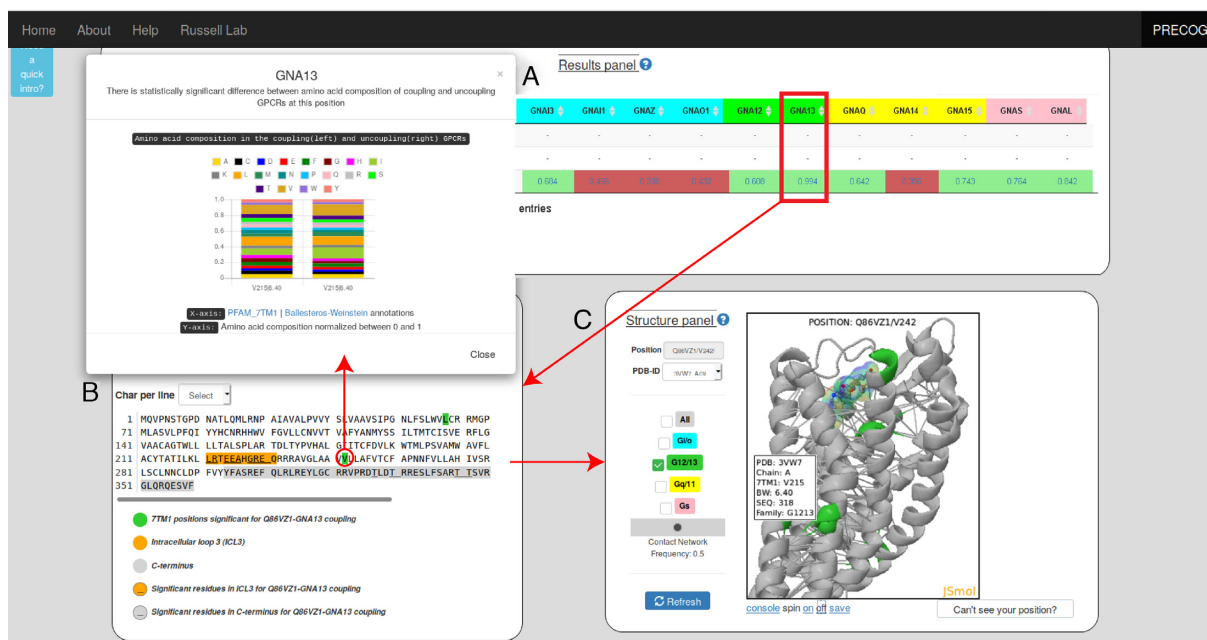 Home About Help Russell Lab PRECOG
a
quick
intro?
GNA13 ×
There is statistically significant difference between amino acid composition of coupling and uncoupling
GPCRs at this position
Amino acid composition in the coupling(left) and uncoupling(right) GPCRs
A C D E F G H I
K L M N P Q R S
T V W Y
1.0
0.8
0.6
0.4
0.2
0
V215|6.40 V215|6.40
X-axis: PFAM_7TM1 | Ballesteros-Weinstein annotations
Y-axis: Amino acid composition normalized between 0 and 1
Close
A
Results panel ?
GNAI3 GNAI1 GNAZ GNAO1 GNA12 GNA13 GNAQ GNA14 GNA15 GNAS GNAL
- - - - - - - - - - -
- - - - - - - - - - -
0.684 0.608 0.994 0.642 0.743 0.764 0.842
entries
B
Char per line Select
1 MQVPNSTGPD NATLQMLRNP AIAVALPVVY SLVAAVSIPG NLFSLWVLCR RMGP
71 MLASVLPFQI YYHCNRHHWV FGVLLCNVVT VAFYANMYSS ILTMTCISVE RFLG
141 VAACAGTWLL LLTALSPLAR TDLTYPVHAL GIITCFDVLK WTMLPSVAMW AVFL
211 ACYTATILKL LRTEEAHGRE QRRRAVGLAA VVLLAFVTCF APNNFVLLAH IVSR
281 LSCLNNCLDP FVYYFASREF QLRLREYLGC RRVPRDTLDT RRESLFSART TSVR
351 GLQRQESVF
7TM1 positions significant for Q86VZ1-GNA13 coupling
Intracellular loop 3 (ICL3)
C-terminus
Significant residues in ICL3 for Q86VZ1-GNA13 coupling
Significant residues in C-terminus for Q86VZ1-GNA13 coupling
C
Structure panel ?
Position Q86VZ1/V242/
PDB-ID
All
Gi/o
G12/13
Gq/11
Gs
Contact Network
Frequency: 0.5
Refresh
POSITION: Q86VZ1/V242
PDB: 3VW7
Chain: A
7TM1: V215
BW: 6.40
SEQ: 318
Family: G1213
JSmol
console spin on off save
Can't see your position?